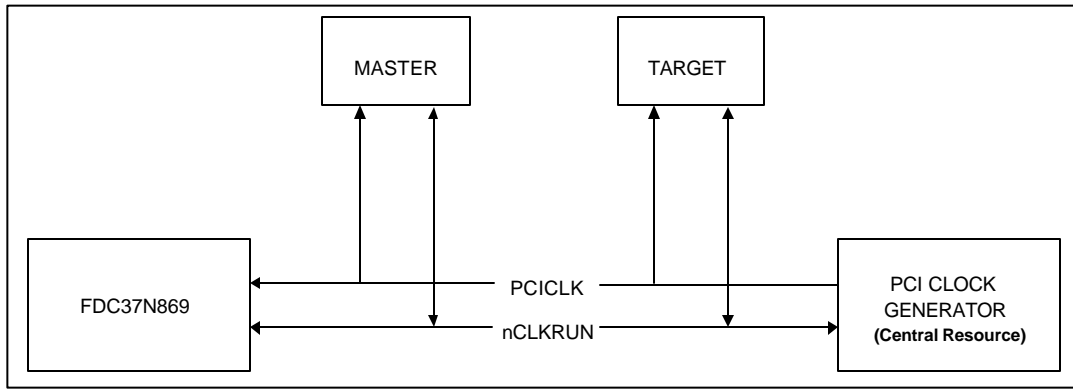 MASTER
TARGET
FDC37N869
PCICLK
nCLKRUN
PCI CLOCK
GENERATOR
(Central Resource)